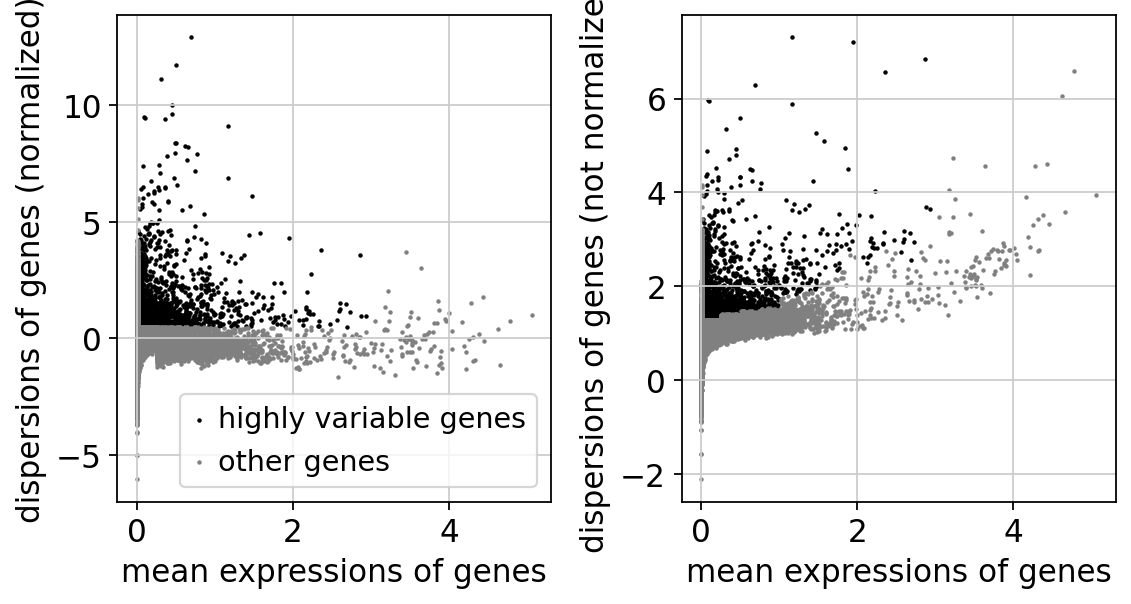 dispersions of genes (normalized)
10
5
0
−5
0
2
4
mean expressions of genes
highly variable genes
other genes
dispersions of genes (not normalize
6
4
2
0
−2
0
2
4
mean expressions of genes